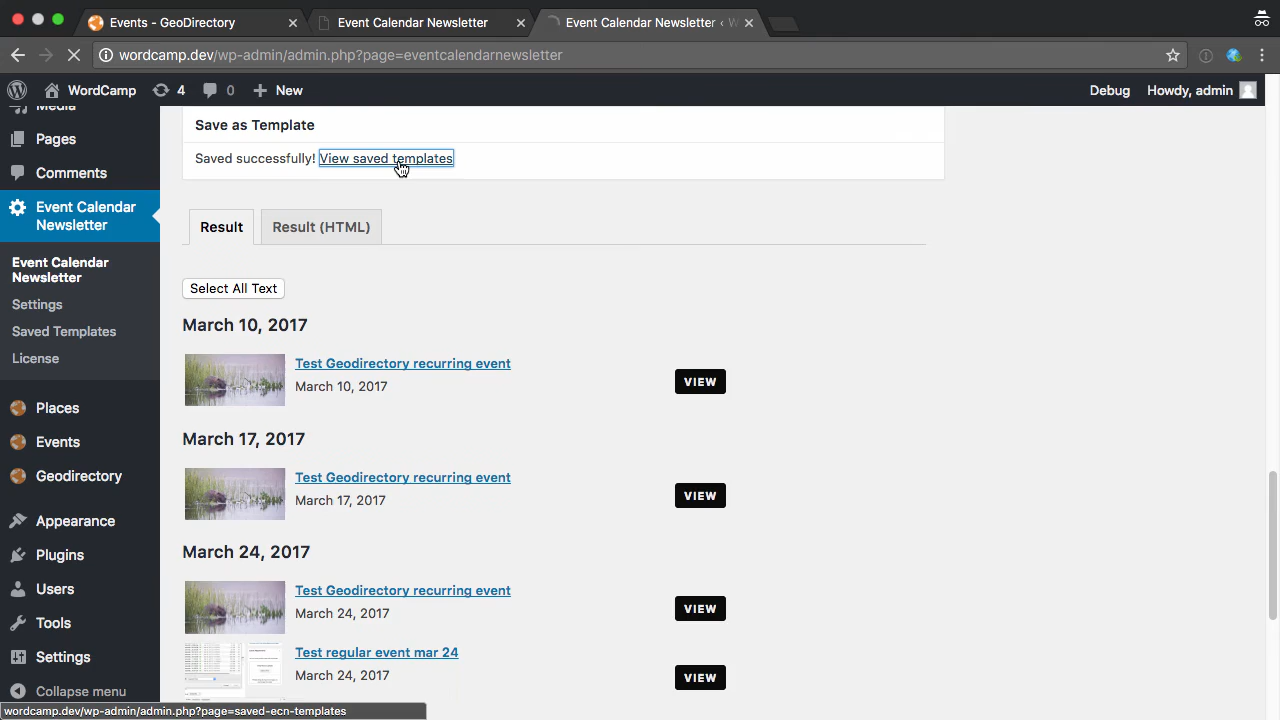 Events - GeoDirectory
Event Calendar Newsletter
Event Calendar Newsletter ‹ W
wordcamp.dev/wp-admin/admin.php?page=eventcalendarnewsletter
WordCamp
4
0
New
Debug
Howdy, admin
Media
Pages
Comments
Event Calendar
Newsletter
Event Calendar
Newsletter
Settings
Saved Templates
License
Places
Events
Geodirectory
Appearance
Plugins
Users
Tools
Settings
Collapse menu
Save as Template
Saved successfully! View saved templates
Result
Result (HTML)
Select All Text
March 10, 2017
Test Geodirectory recurring event
March 10, 2017
VIEW
March 17, 2017
Test Geodirectory recurring event
March 17, 2017
VIEW
March 24, 2017
Test Geodirectory recurring event
March 24, 2017
VIEW
Test regular event mar 24
March 24, 2017
VIEW
wordcamp.dev/wp-admin/admin.php?page=saved-ecn-templates